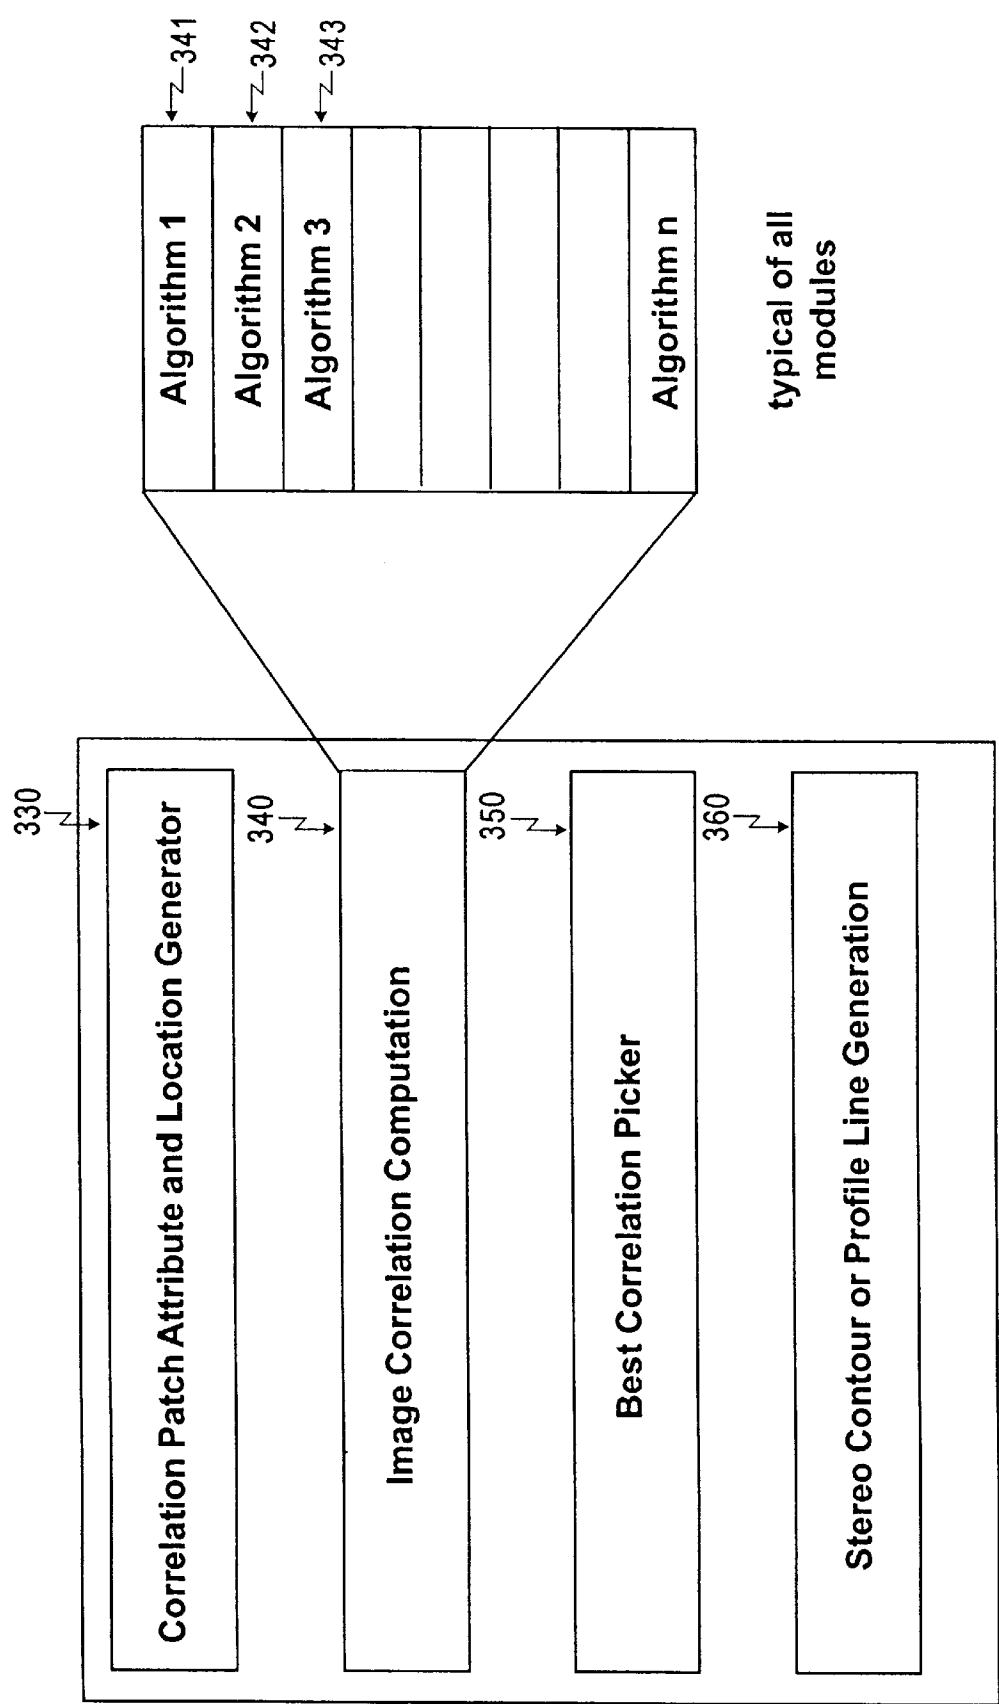 330
Correlation Patch Attribute and Location Generator
340
Image Correlation Computation
350
Best Correlation Picker
360
Stereo Contour or Profile Line Generation
Algorithm 1
341
Algorithm 2
342
Algorithm 3
343
Algorithm n
typical of all
modules